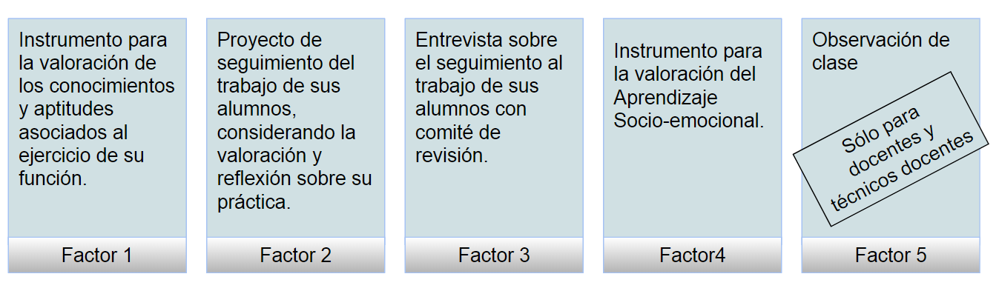 Instrumento para
la valoración de
los conocimientos
y aptitudes
asociados al
ejercicio de su
función.
Factor 1
Proyecto de
seguimiento del
trabajo de sus
alumnos,
considerando la
valoración y
reflexión sobre su
práctica.
Factor 2
Entrevista sobre
el seguimiento al
trabajo de sus
alumnos con
comité de
revisión.
Factor 3
Instrumento para
la valoración del
Aprendizaje
Socio-emocional.
Factor4
Observación de
clase
Sólo para
docentes y
técnicos docentes
Factor 5